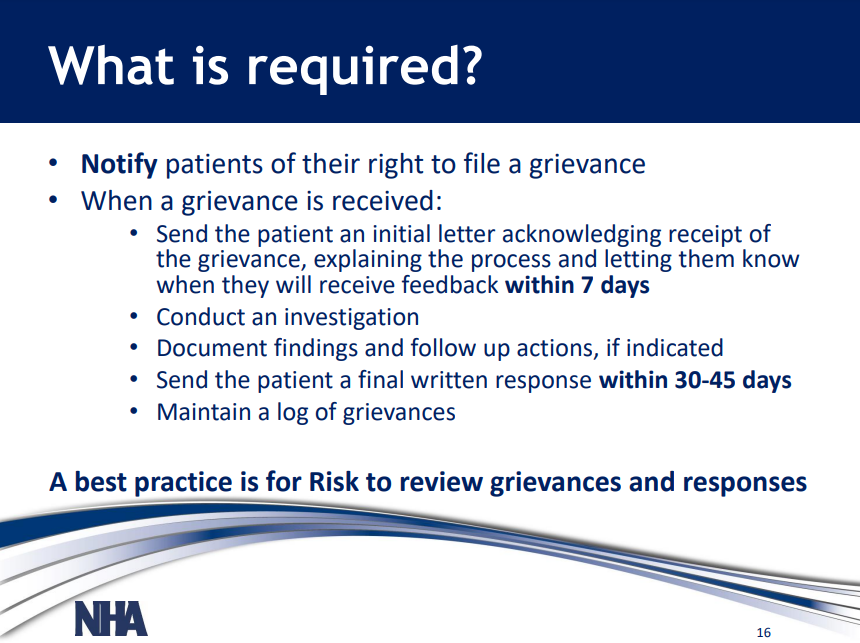 What is required?
• Notify patients of their right to file a grievance
• When a grievance is received:
• Send the patient an initial letter acknowledging receipt of
the grievance, explaining the process and letting them know
when they will receive feedback within 7 days
• Conduct an investigation
• Document findings and follow up actions, if indicated
• Send the patient a final written response within 30-45 days
• Maintain a log of grievances
A best practice is for Risk to review grievances and responses
NHA
16